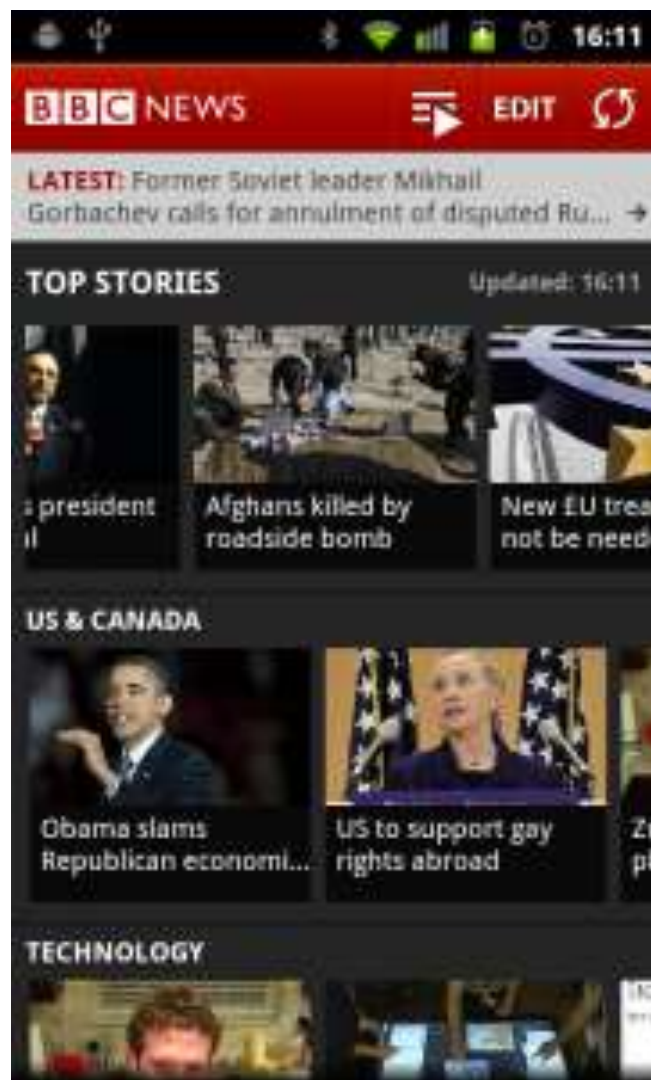 16:11
BBC NEWS
EDIT
LATEST: Former Soviet leader Mikhail
Gorbachev calls for annulment of disputed Ru...
TOP STORIES
Updated: 16:11
president
Afghans killed by
roadside bomb
New EU trea
not be need
US & CANADA
Obama slams
Republican economi...
US to support gay
rights abroad
TECHNOLOGY